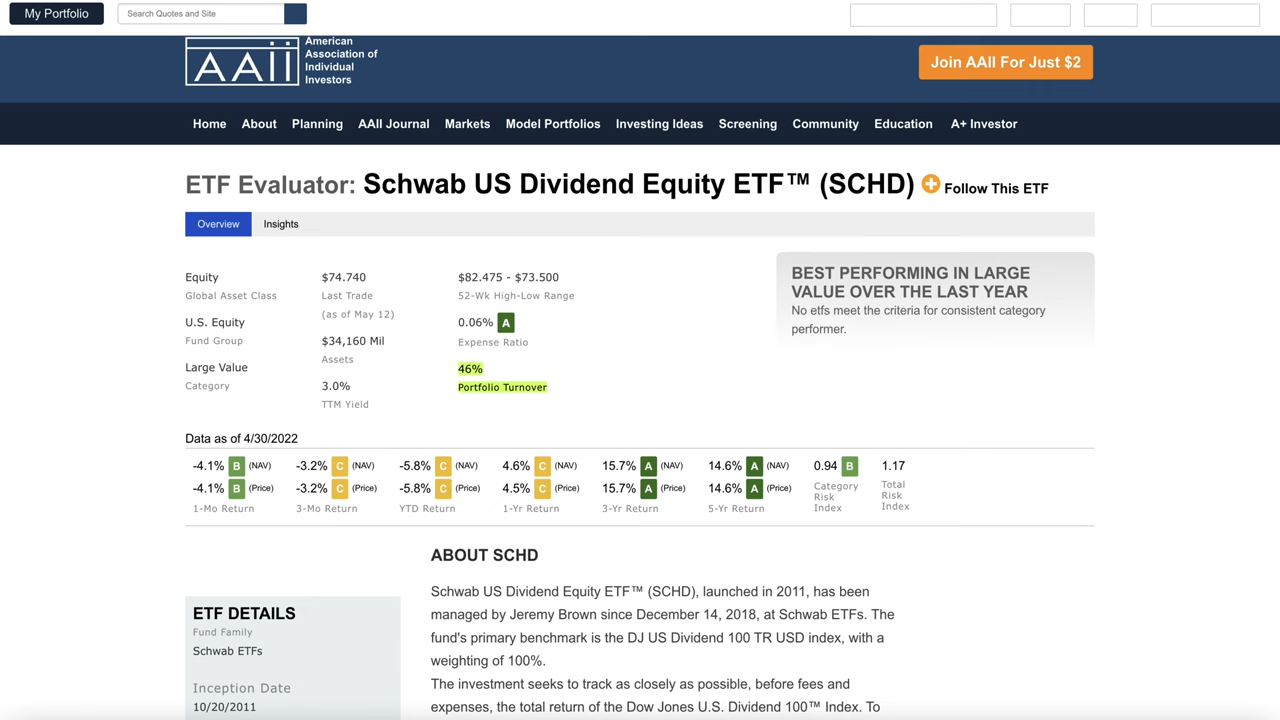 My Portfolio
Search Quotes and Site
AAII
American
Association of
Individual
Investors
Join AAII For Just $2
Home About Planning AAII Journal Markets Model Portfolios Investing Ideas Screening Community Education A+ Investor
ETF Evaluator: Schwab US Dividend Equity ETF™ (SCHD) Follow This ETF
Overview Insights
Equity
Global Asset Class
U.S. Equity
Fund Group
Large Value
Category
$74.740
Last Trade
(as of May 12)
$34,160 Mil
Assets
3.0%
TTM Yield
$82.475 - $73.500
52-Wk High-Low Range
0.06% A
Expense Ratio
46%
Portfolio Turnover
BEST PERFORMING IN LARGE
VALUE OVER THE LAST YEAR
No etfs meet the criteria for consistent category
performer.
Data as of 4/30/2022
-4.1% B (NAV) -3.2% C (NAV) -5.8% C (NAV) 4.6% C (NAV) 15.7% A (NAV) 14.6% A (NAV) 0.94 B 1.17
-4.1% B (Price) -3.2% C (Price) -5.8% C (Price) 4.5% C (Price) 15.7% A (Price) 14.6% A (Price)
1-Mo Return 3-Mo Return YTD Return 1-Yr Return 3-Yr Return 5-Yr Return
Category
Risk
Index
Total
Risk
Index
ABOUT SCHD
Schwab US Dividend Equity ETF™ (SCHD), launched in 2011, has been
managed by Jeremy Brown since December 14, 2018, at Schwab ETFs. The
fund's primary benchmark is the DJ US Dividend 100 TR USD index, with a
weighting of 100%.
The investment seeks to track as closely as possible, before fees and
expenses, the total return of the Dow Jones U.S. Dividend 100™ Index. To
ETF DETAILS
Fund Family
Schwab ETFs
Inception Date
10/20/2011